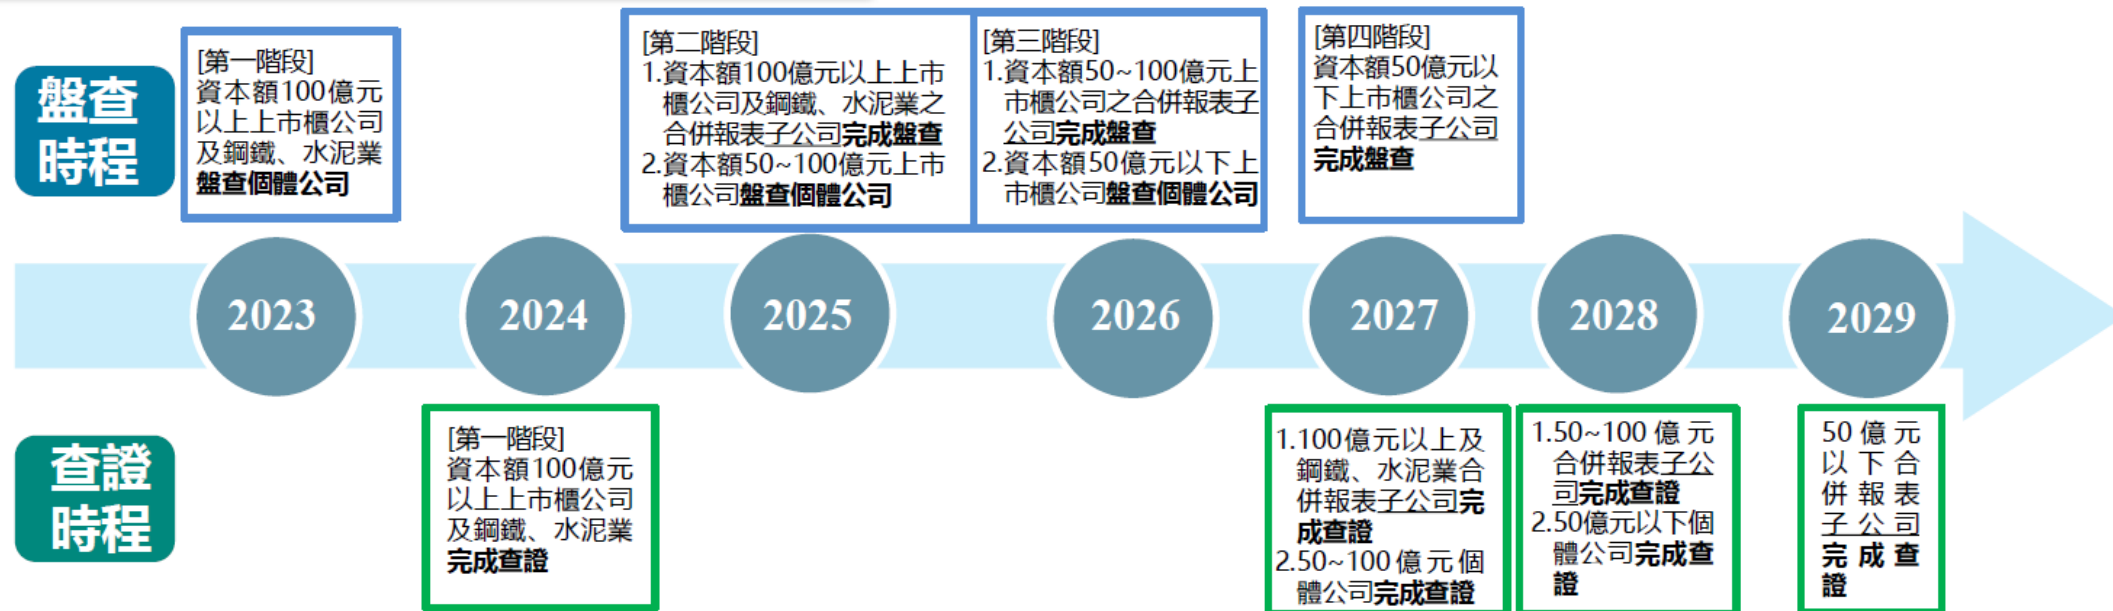 盤查
時程
[第一階段]
資本額100億元
以上上市櫃公司
及鋼鐵、水泥業
盤查個體公司
[第二階段]
1.資本額100億元以上上市
櫃公司及鋼鐵、水泥業之
合併報表子公司完成盤查
2.資本額50~100億元上市
櫃公司盤查個體公司
[第三階段]
1.資本額50~100億元上
市櫃公司之合併報表子
公司完成盤查
2.資本額50億元以下上
市櫃公司盤查個體公司
[第四階段]
資本額50億元以
下上市櫃公司之
合併報表子公司
完成盤查
2023
2024
2025
2026
2027
2028
2029
查證
時程
[第一階段]
資本額100億元
以上上市櫃公司
及鋼鐵、水泥業
完成查證
1.100億元以上及
鋼鐵、水泥業合
併報表子公司完
成查證
2.50~100億元個
體公司完成查證
1.50~100億元
合併報表子公
司完成查證
2.50億元以下個
體公司完成查
證
50億元
以下合
併報表
子公司
完成查
證